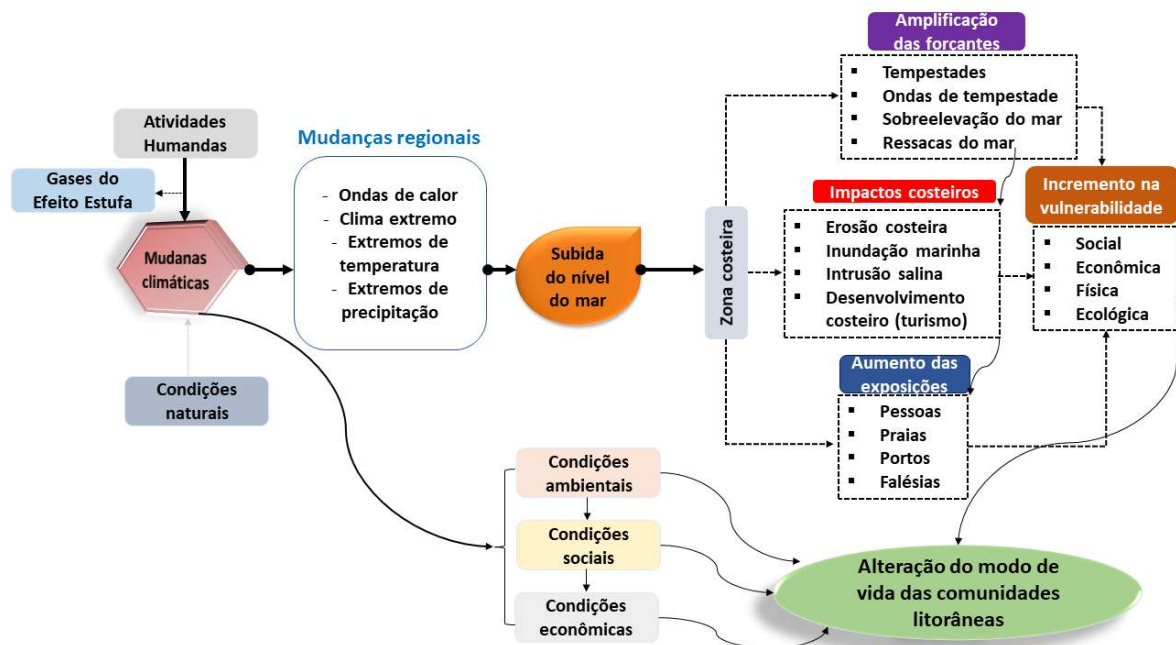 Atividades
Humandas
Gases do
Efeito Estufa
Mudanas
climáticas
Condições
naturais
Mudanças regionais
- Ondas de calor
- Clima extremo
- Extremos de
temperatura
- Extremos de
precipitação
Subida
do nível
do mar
Zona costeira
Amplificação
das forçantes
▪ Tempestades
▪ Ondas de tempestade
▪ Sobreelevação do mar
▪ Ressacas do mar
Impactos costeiros
▪ Erosão costeira
▪ Inundação marinha
▪ Intrusão salina
▪ Desenvolvimento
costeiro (turismo)
Aumento das
exposições
▪ Pessoas
▪ Praias
▪ Portos
▪ Falésias
Incremento na
vulnerabilidade
▪ Social
▪ Econômica
▪ Física
▪ Ecológica
Condições
ambientais
Condições
sociais
Condições
econômicas
Alteração do modo de
vida das comunidades
litorâneas